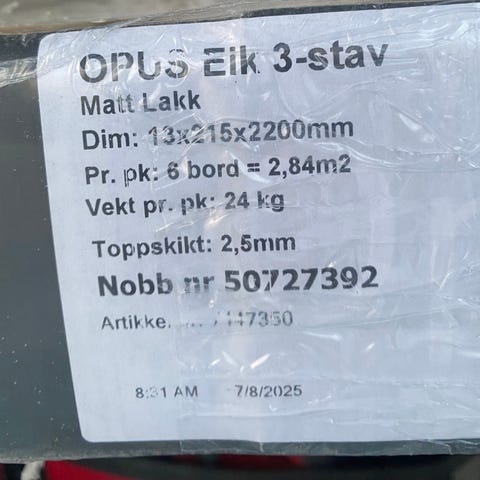 OPUS Eik 3-stav
Matt Lakk
Dim: 13x215x2200mm
Pr. pk: 6 bord = 2,84m2
Vekt pr. pk: 24 kg
Toppskikt: 2,5mm
Nobb nr 50727392
8:31 AM 7/8/2025